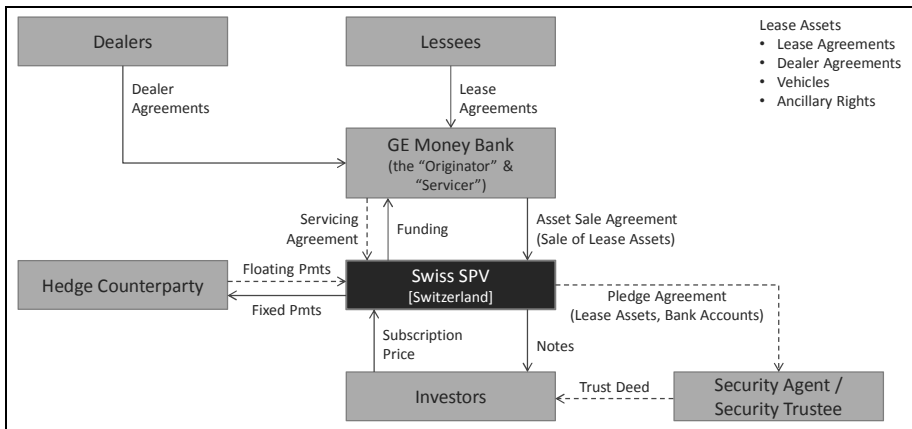 Dealers
Lessees
Lease Assets
• Lease Agreements
• Dealer Agreements
• Vehicles
• Ancillary Rights
Dealer
Agreements
Lease
Agreements
GE Money Bank
(the “Originator” &
“Servicer”)
Servicing
Agreement
Funding
Asset Sale Agreement
(Sale of Lease Assets)
Hedge Counterparty
Floating Pmts
Fixed Pmts
Swiss SPV
[Switzerland]
Pledge Agreement
(Lease Assets, Bank Accounts)
Subscription
Price
Notes
Investors
Trust Deed
Security Agent /
Security Trustee